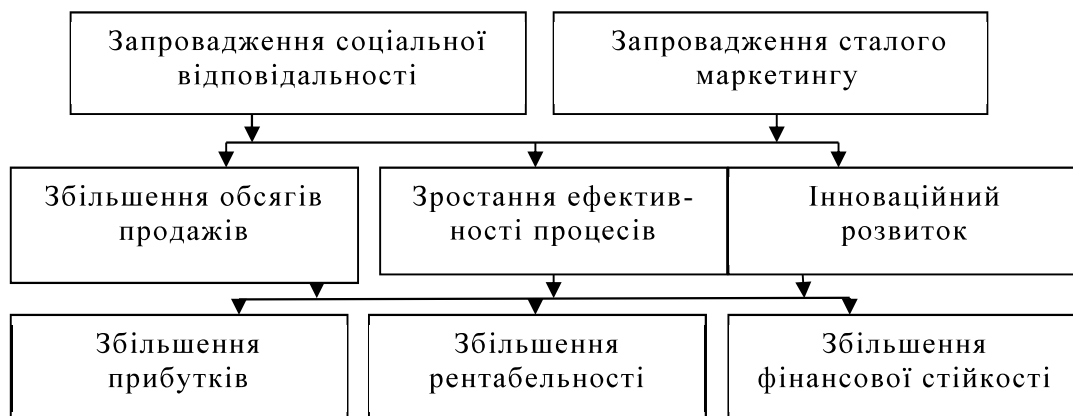 Запровадження соціальної
відповідальності
Запровадження сталого
маркетингу
Збільшення обсягів
продажів
Зростання ефектив-
ності процесів
Інноваційний
розвиток
Збільшення
прибутків
Збільшення
рентабельності
Збільшення
фінансової стійкості